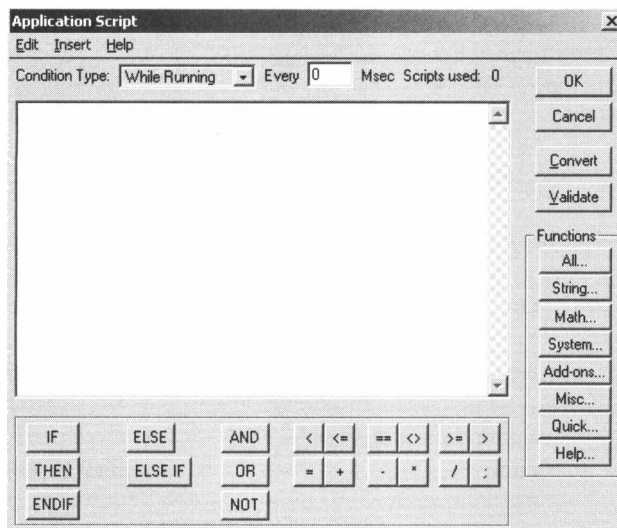 Application Script
Edit Insert Help
Condition Type: While Running Every 0 Msec Scripts used: 0
OK
Cancel
Convert
Validate
Functions
All...
String...
Math...
System...
Add-ons...
Misc...
Quick...
Help...
IF ELSE AND < <= == <> >= >
THEN ELSE IF OR = + - * / ;
ENDIF NOT